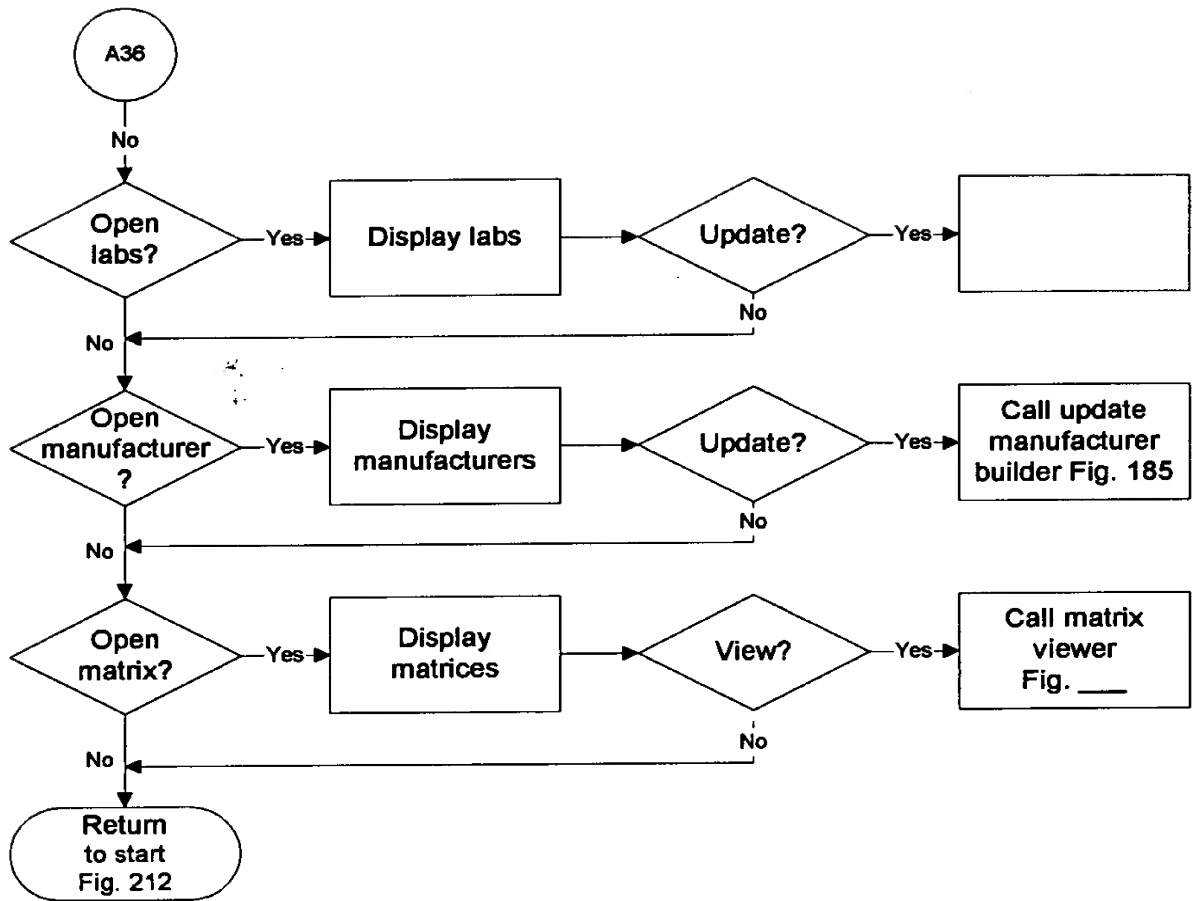 A36
No
Open
labs?
Yes
Display labs
Update?
Yes
No
No
Open
manufacturer
?
Yes
Display
manufacturers
Update?
Yes
Call update
manufacturer
builder Fig. 185
No
No
Open
matrix?
Yes
Display
matrices
View?
Yes
Call matrix
viewer
Fig. ___
No
No
Return
to start
Fig. 212